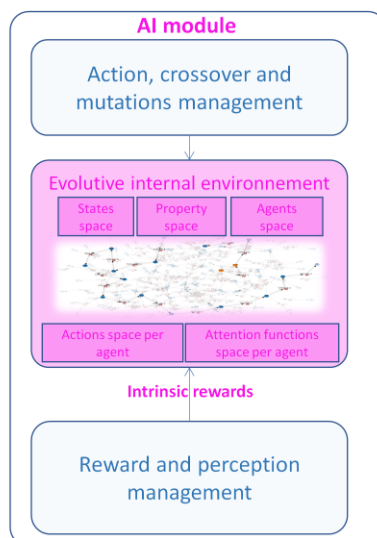 AI module
Action, crossover and
mutations management
Evolutive internal environnement
States
space
Property
space
Agents
space
Actions space per
agent
Attention functions
space per agent
Intrinsic rewards
Reward and perception
management